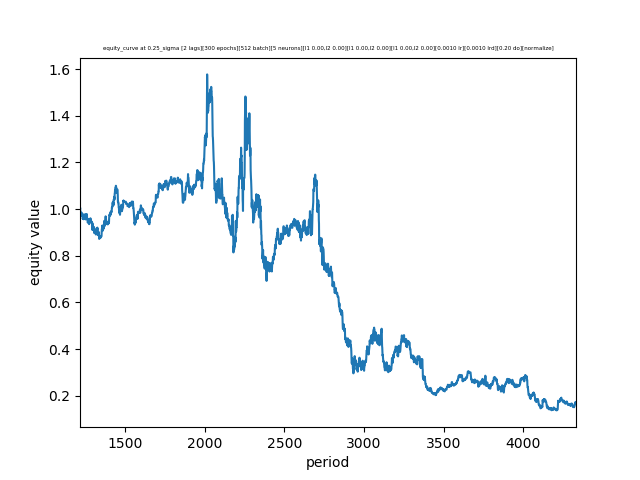 equity_curve at 0.25_sigma [2 lags][300 epochs][512 batch][5 neurons][l1 0.00,l2 0.00][l1 0.00,l2 0.00][l1 0.00,l2 0.00][0.0010 lr][0.0010 lrd][0.20 do][normalize]
1.6
1.4
1.2
1.0
0.8
0.6
0.4
0.2
equity value
1500 2000 2500 3000 3500 4000
period